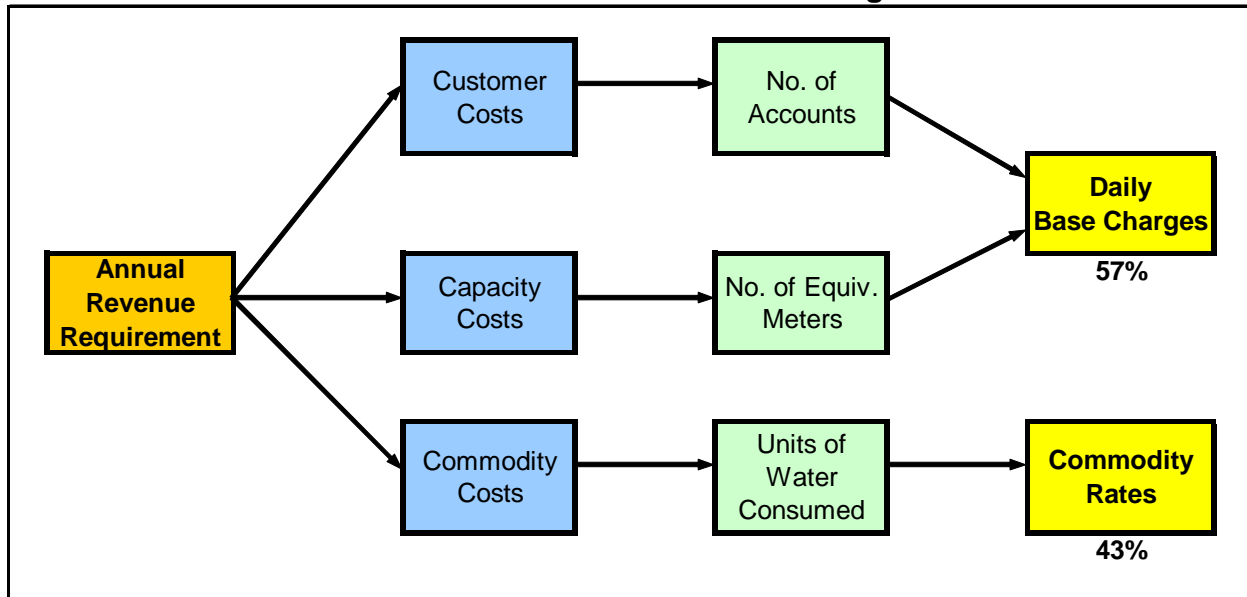 Customer
Costs
No. of
Accounts
Daily
Base Charges
57%
Annual
Revenue
Requirement
Capacity
Costs
No. of Equiv.
Meters
Commodity
Costs
Units of
Water
Consumed
Commodity
Rates
43%